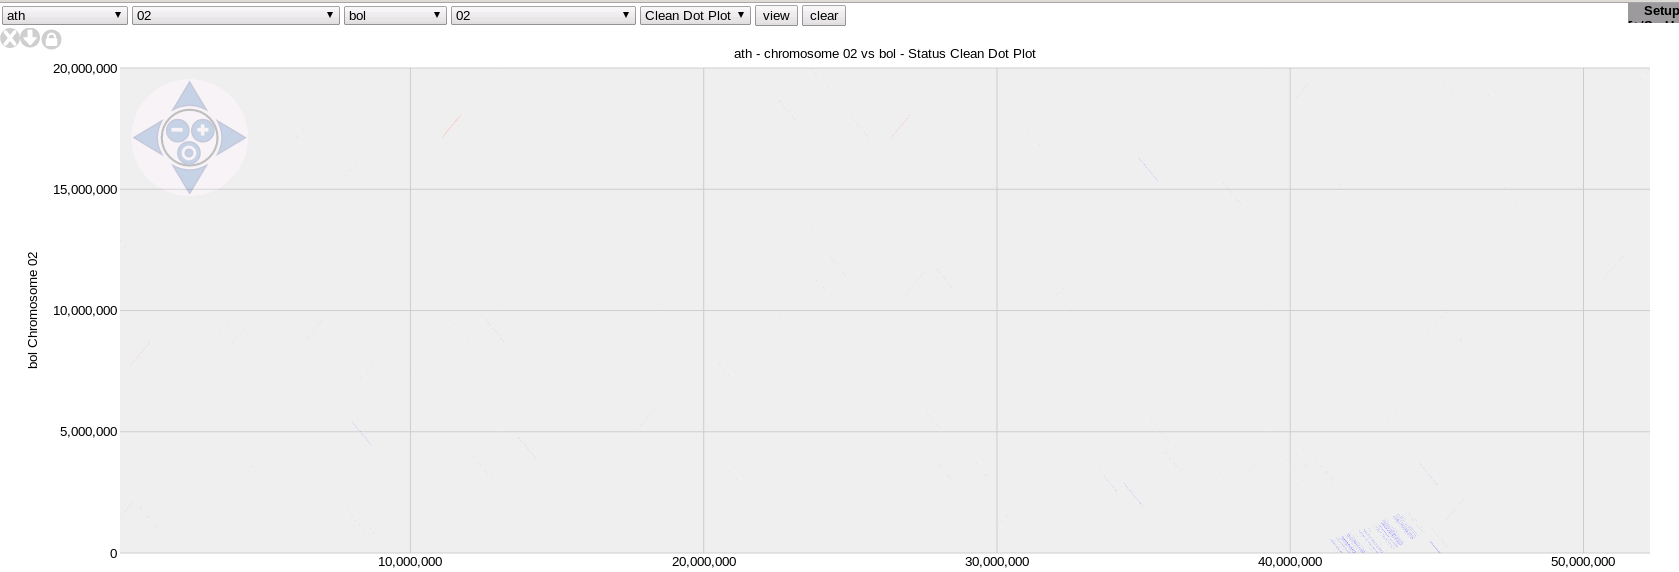 ath 02 bol 02 Clean Dot Plot view clear
Setup
ath - chromosome 02 vs bol - Status Clean Dot Plot
20,000,000
15,000,000
10,000,000
5,000,000
0
bol Chromosome 02
10,000,000 20,000,000 30,000,000 40,000,000 50,000,000